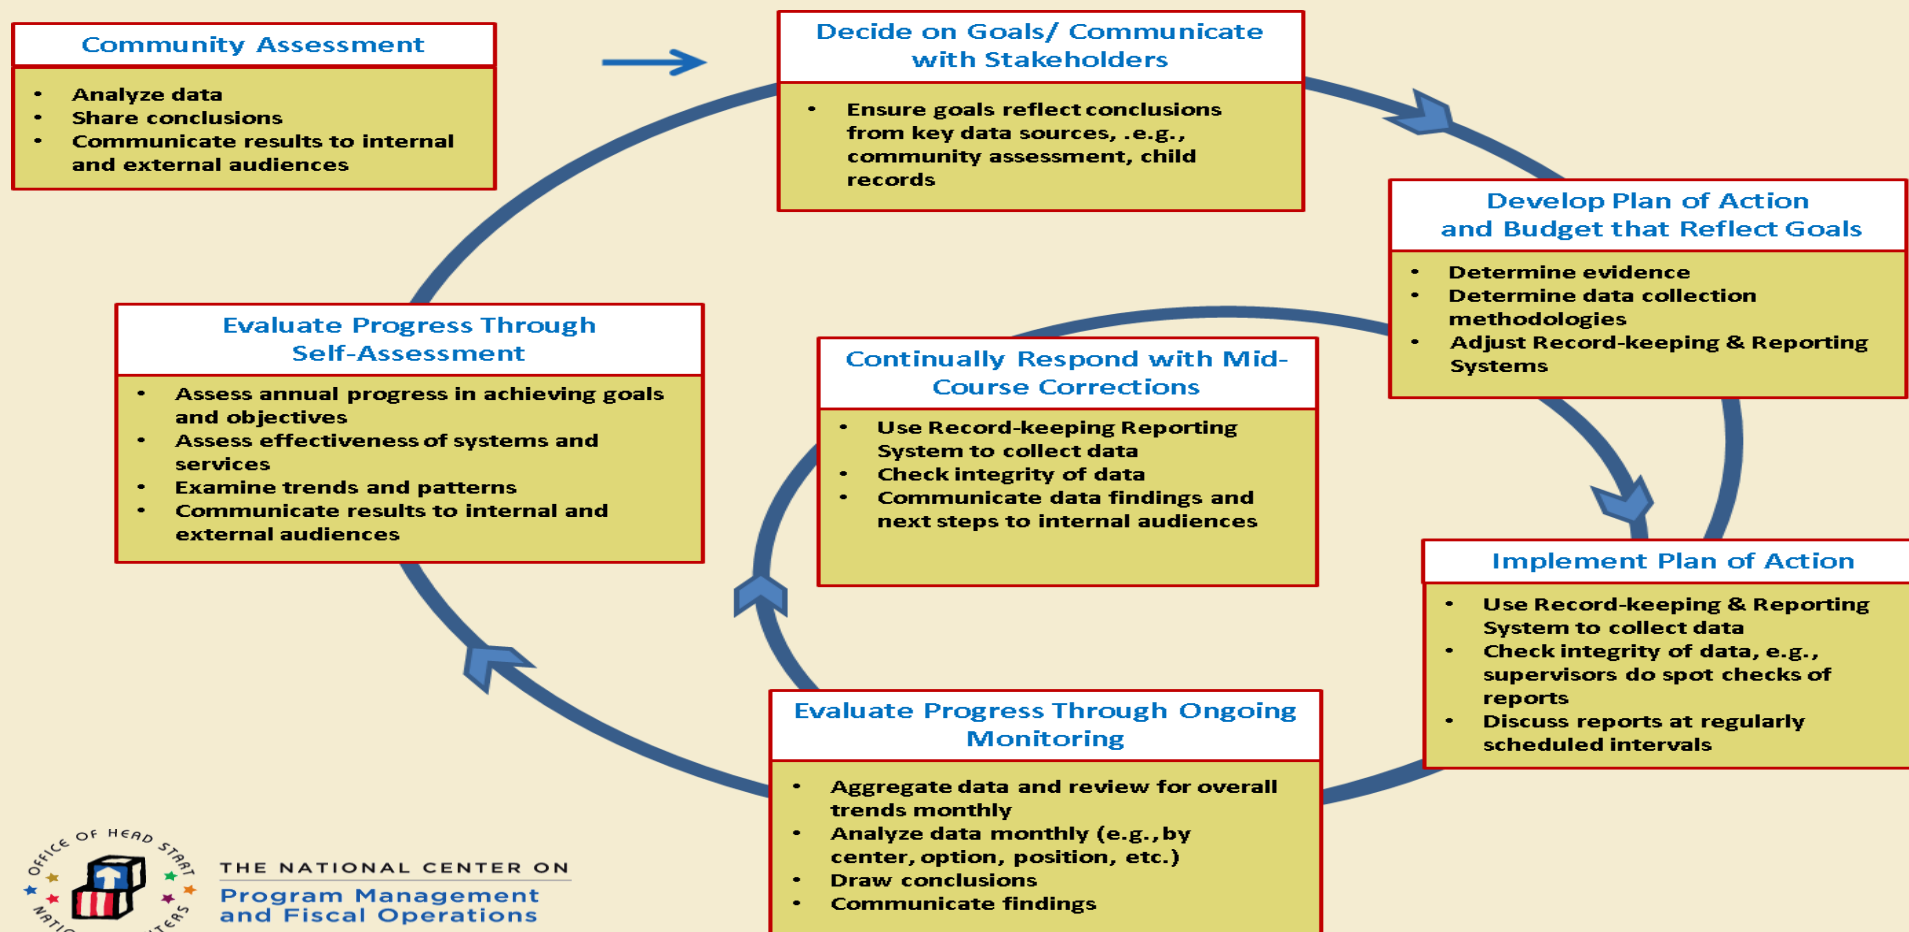 Community Assessment
• Analyze data
• Share conclusions
• Communicate results to internal
and external audiences
Decide on Goals/ Communicate
with Stakeholders
• Ensure goals reflect conclusions
from key data sources, .e.g.,
community assessment, child
records
Develop Plan of Action
and Budget that Reflect Goals
• Determine evidence
• Determine data collection
methodologies
• Adjust Record-keeping & Reporting
Systems
Implement Plan of Action
• Use Record-keeping & Reporting
System to collect data
• Check integrity of data, e.g.,
supervisors do spot checks of
reports
• Discuss reports at regularly
scheduled intervals
Evaluate Progress Through Ongoing
Monitoring
• Aggregate data and review for overall
trends monthly
• Analyze data monthly (e.g., by
center, option, position, etc.)
• Draw conclusions
• Communicate findings
Continually Respond with Mid-
Course Corrections
• Use Record-keeping Reporting
System to collect data
• Check integrity of data
• Communicate data findings and
next steps to internal audiences
Evaluate Progress Through
Self-Assessment
• Assess annual progress in achieving goals
and objectives
• Assess effectiveness of systems and
services
• Examine trends and patterns
• Communicate results to internal and
external audiences
OFFICE OF HEAD START
THE NATIONAL CENTER ON
Program Management
and Fiscal Operations